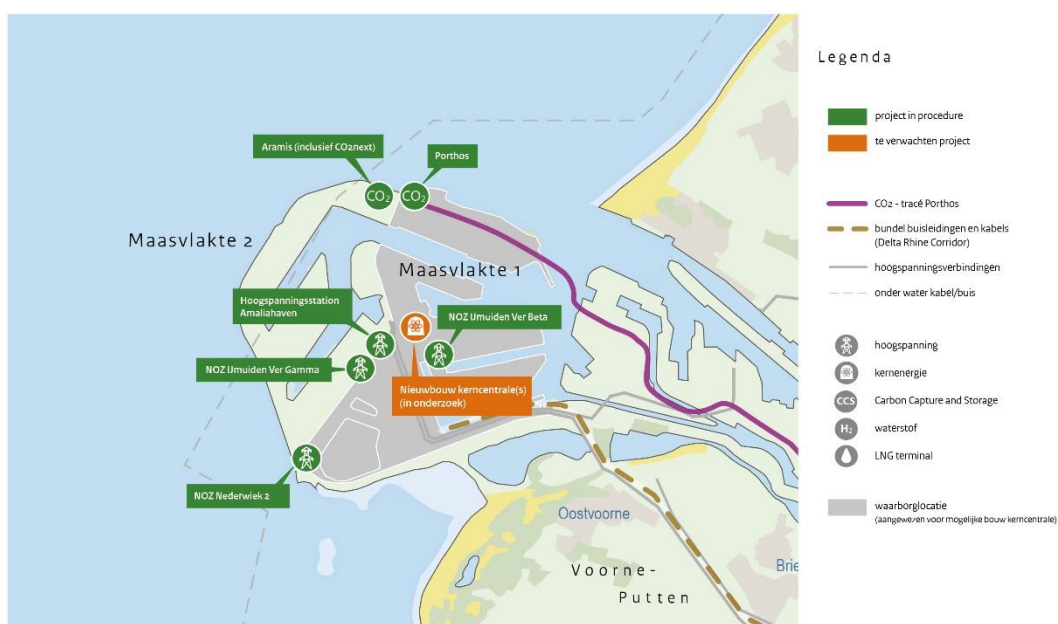 Legenda
project in procedure
te verwachten project
CO₂ - tracé Porthos
bundel buisleidingen en kabels
(Delta Rhine Corridor)
hoogspanningsverbindingen
onder water kabel/buis
hoogspanning
kernenergie
CCS Carbon Capture and Storage
H₂ waterstof
LNG terminal
waarborglocatie
(aangewezen voor mogelijke bouw kerncentrale)
Aramis (inclusief CO2next)
Porthos
CO₂ CO₂
Maasvlakte 2
Maasvlakte 1
Hoogspanningsstation
Amaliahaven
NOZ IJmuiden Ver Beta
NOZ IJmuiden Ver Gamma
Nieuwbouw kerncentrale(s)
(in onderzoek)
NOZ Nederwiek 2
Oostvoorne
Voorne-
Putten
Brie